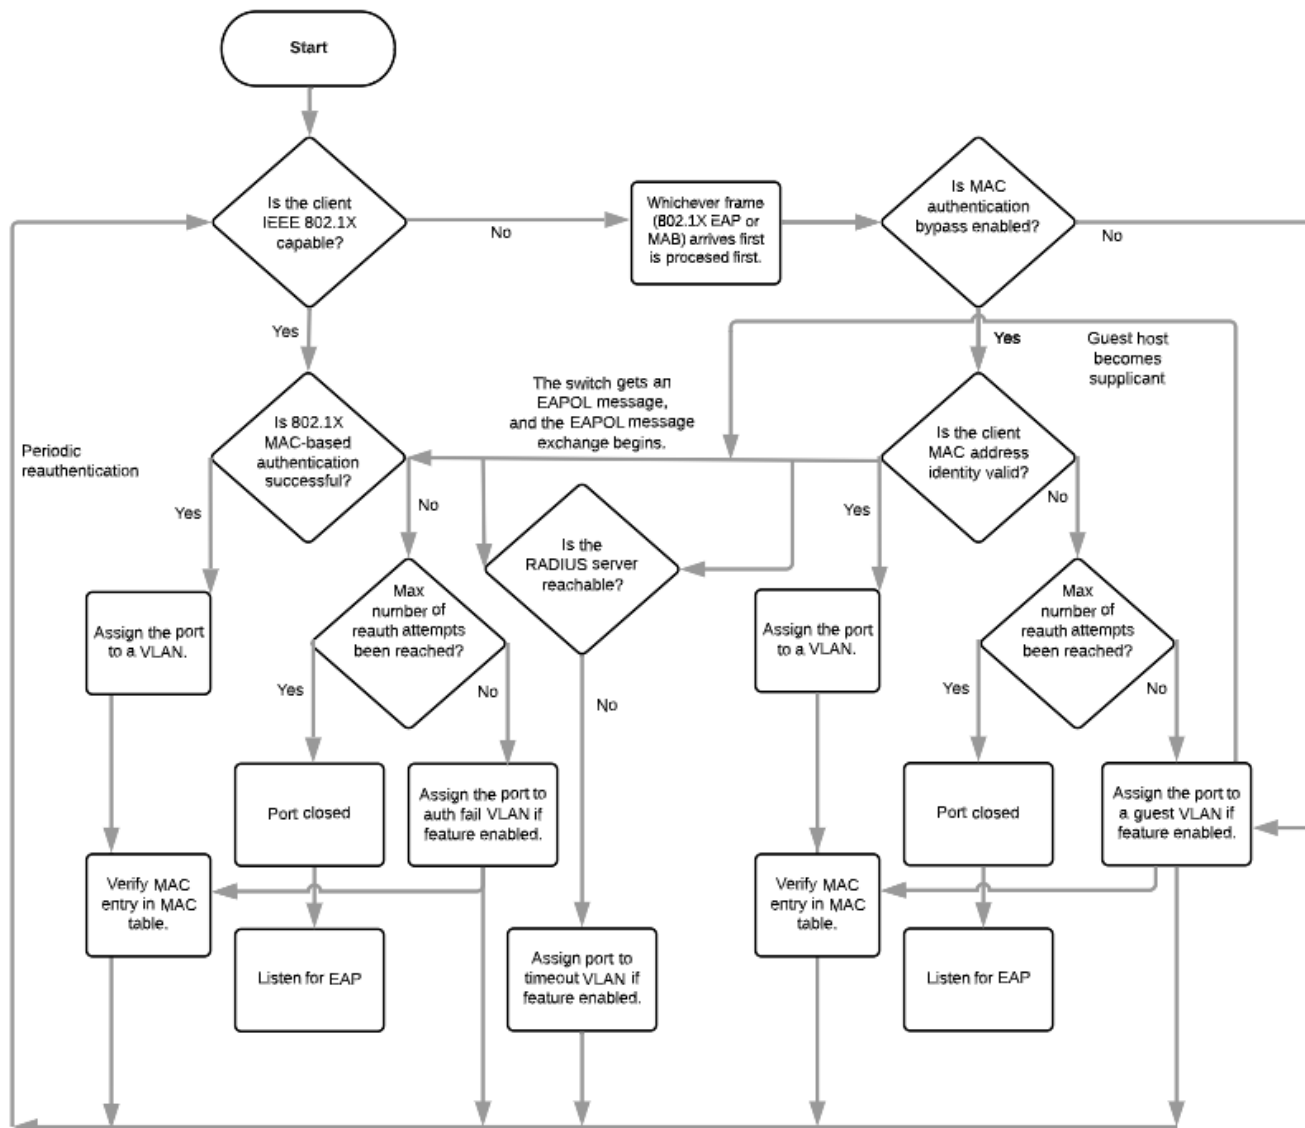 Start
Is the client
IEEE 802.1X
capable?
No
Whichever frame
(802.1X EAP or
MAB) arrives first
is procesed first.
Is MAC
authentication
bypass enabled?
No
Yes
Yes
Guest host
becomes
supplicant
The switch gets an
EAPOL message,
and the EAPOL message
exchange begins.
Periodic
reauthentication
Is 802.1X
MAC-based
authentication
successful?
Is the client
MAC address
identity valid?
Yes
No
Yes
No
Is the
RADIUS server
reachable?
Assign the port
to a VLAN.
Max
number of
reauth attempts
been reached?
Assign the port
to a VLAN.
Max
number of
reauth attempts
been reached?
Yes
No
No
Yes
No
Port closed
Assign the port to
auth fail VLAN if
feature enabled.
Port closed
Assign the port to
a guest VLAN if
feature enabled.
Verify MAC
entry in MAC
table.
Verify MAC
entry in MAC
table.
Listen for EAP
Assign port to
timeout VLAN if
feature enabled.
Listen for EAP